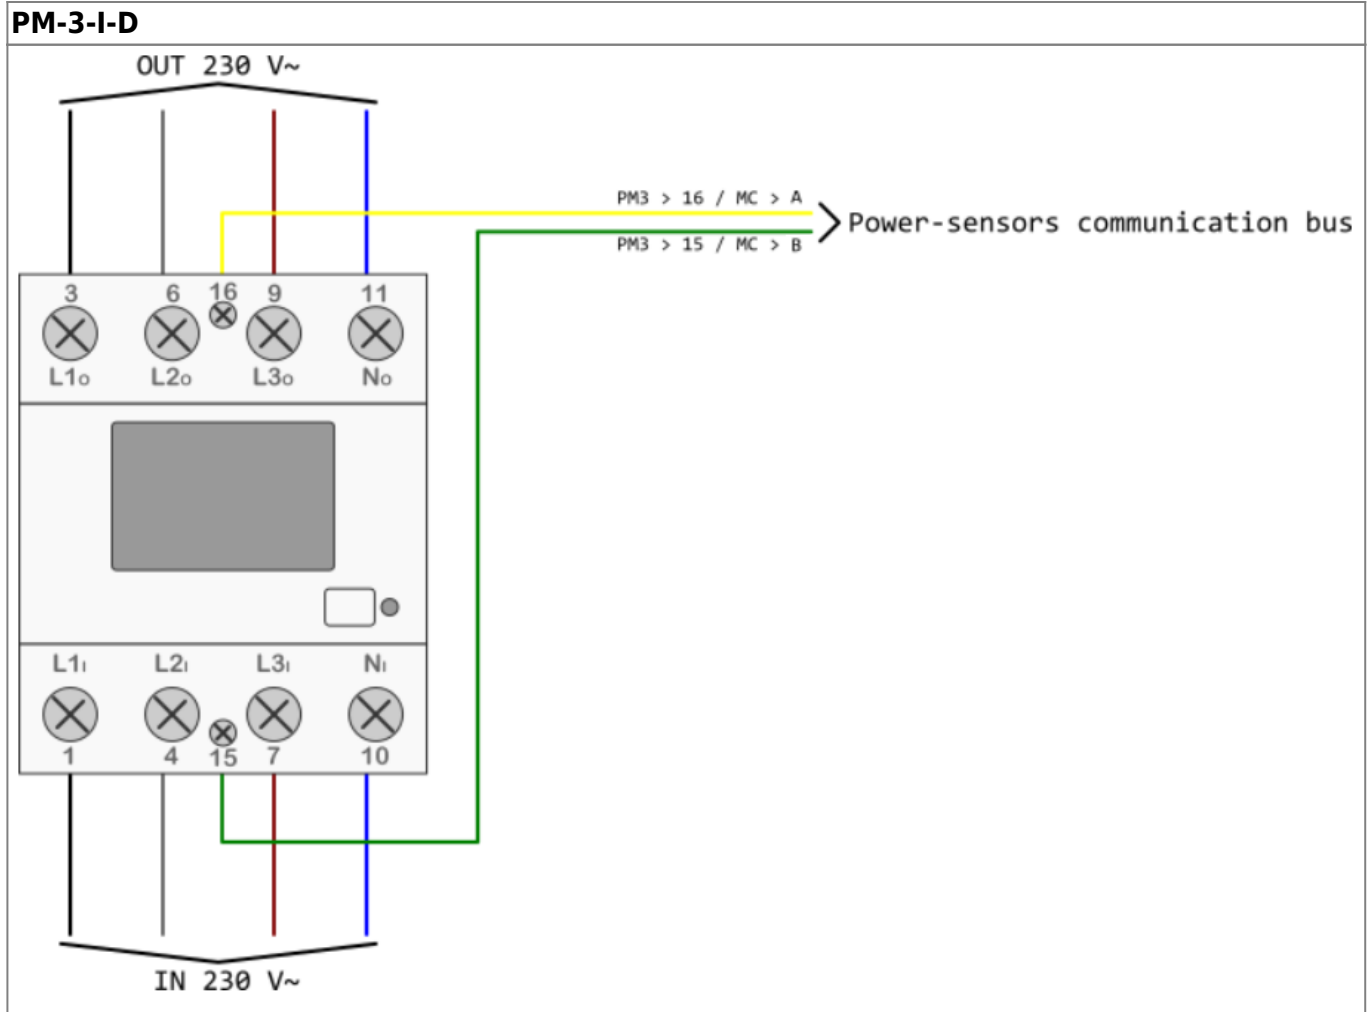 PM-3-I-D
OUT 230 V~
PM3 > 16 / MC > A
Power-sensors communication bus
PM3 > 15 / MC > B
3 6 16 9 11
L1o L2o L3o No
L1I L2I L3I NI
1 4 15 7 10
IN 230 V~